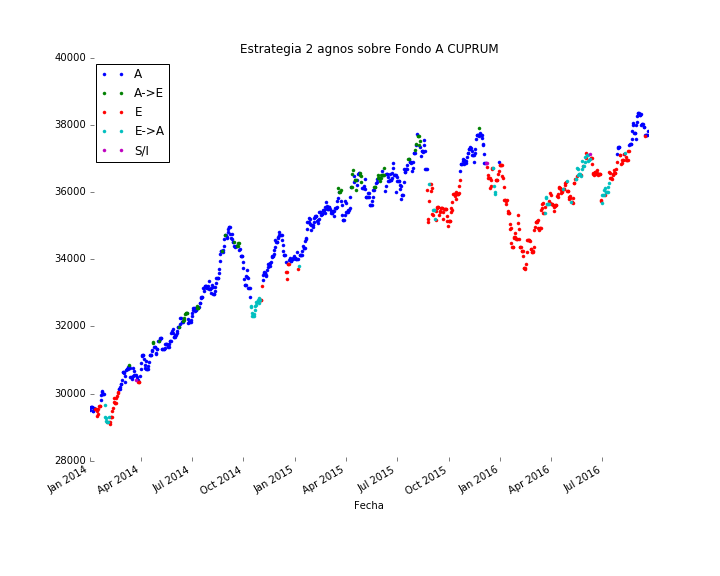 Estrategia 2 agnos sobre Fondo A CUPRUM
40000
38000
36000
34000
32000
30000
28000
A
A->E
E
E->A
S/I
Jan 2014
Apr 2014
Jul 2014
Oct 2014
Jan 2015
Apr 2015
Jul 2015
Oct 2015
Jan 2016
Apr 2016
Jul 2016
Fecha